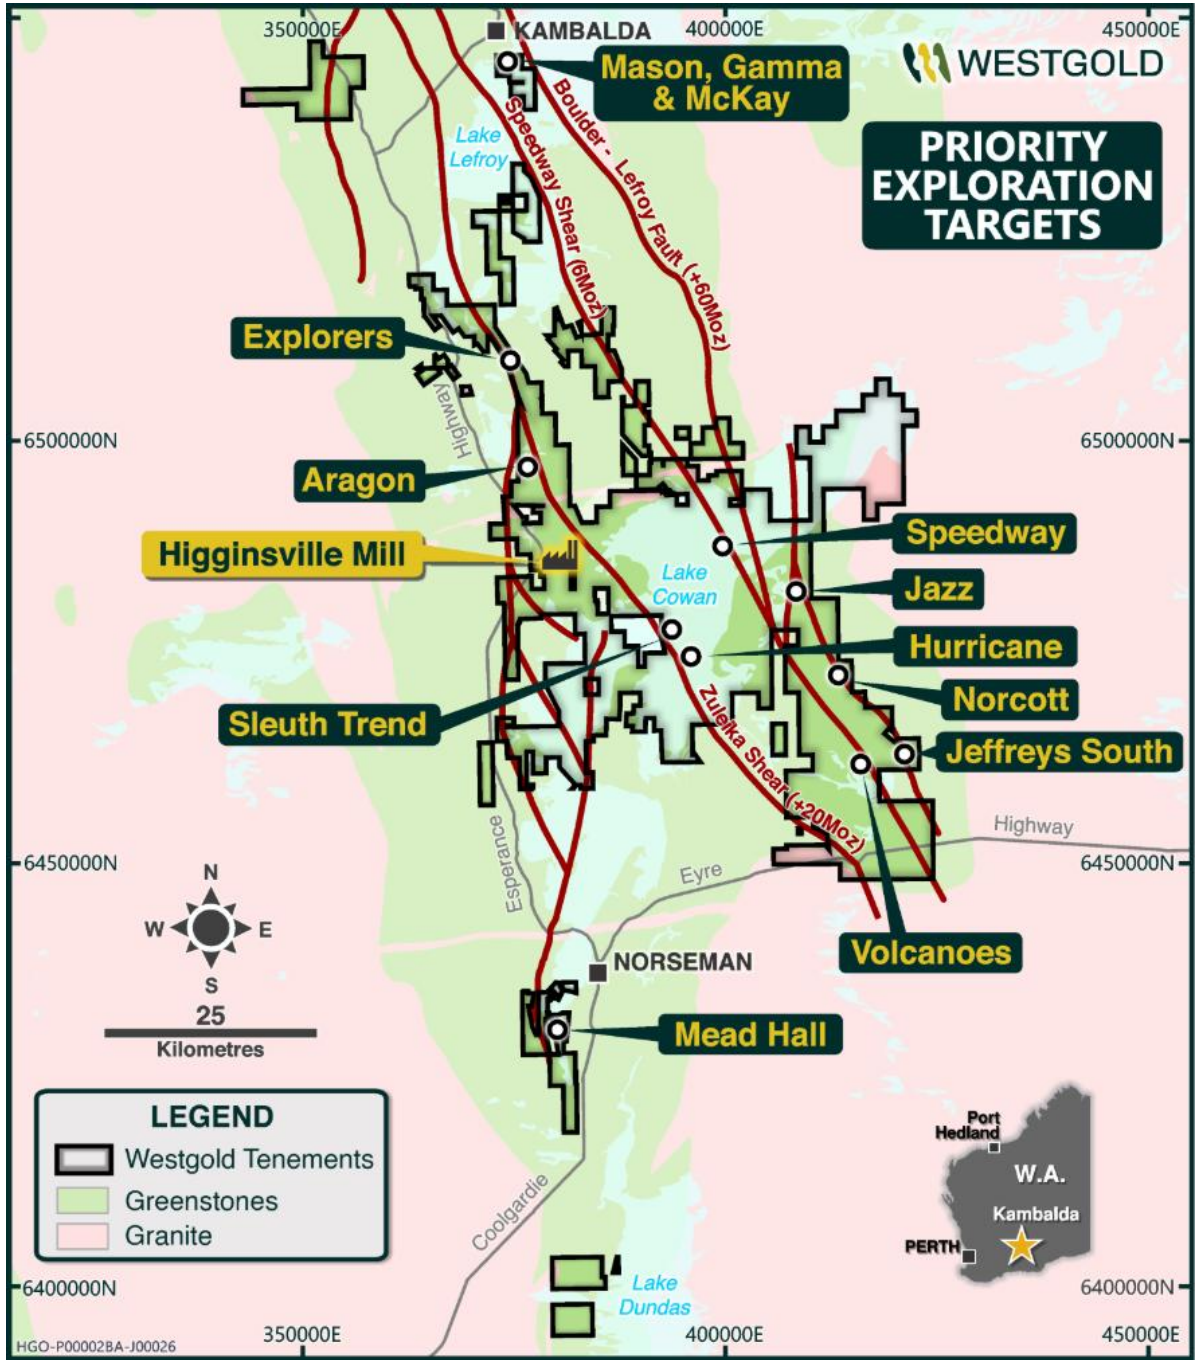 350000E
400000E
450000E
KAMBALDA
WESTGOLD
Mason, Gamma
& McKay
PRIORITY
EXPLORATION
TARGETS
Lake
Lefroy
Speedway Shear (6Moz)
Boulder - Lefroy Fault (+60Moz)
Explorers
Highway
6500000N
6500000N
Aragon
Speedway
Higginsville Mill
Lake
Cowan
Jazz
Hurricane
Norcott
Sleuth Trend
Jeffreys South
Zuleika Shear (+20Moz)
Highway
6450000N
6450000N
Esperance
Eyre
N
W
E
S
Volcanoes
NORSEMAN
25
Kilometres
Mead Hall
LEGEND
Westgold Tenements
Greenstones
Granite
Coolgardie
Port
Hedland
W.A.
Kambalda
PERTH
6400000N
6400000N
Lake
Dundas
HGO-P00002BA-J00026
350000E
400000E
450000E